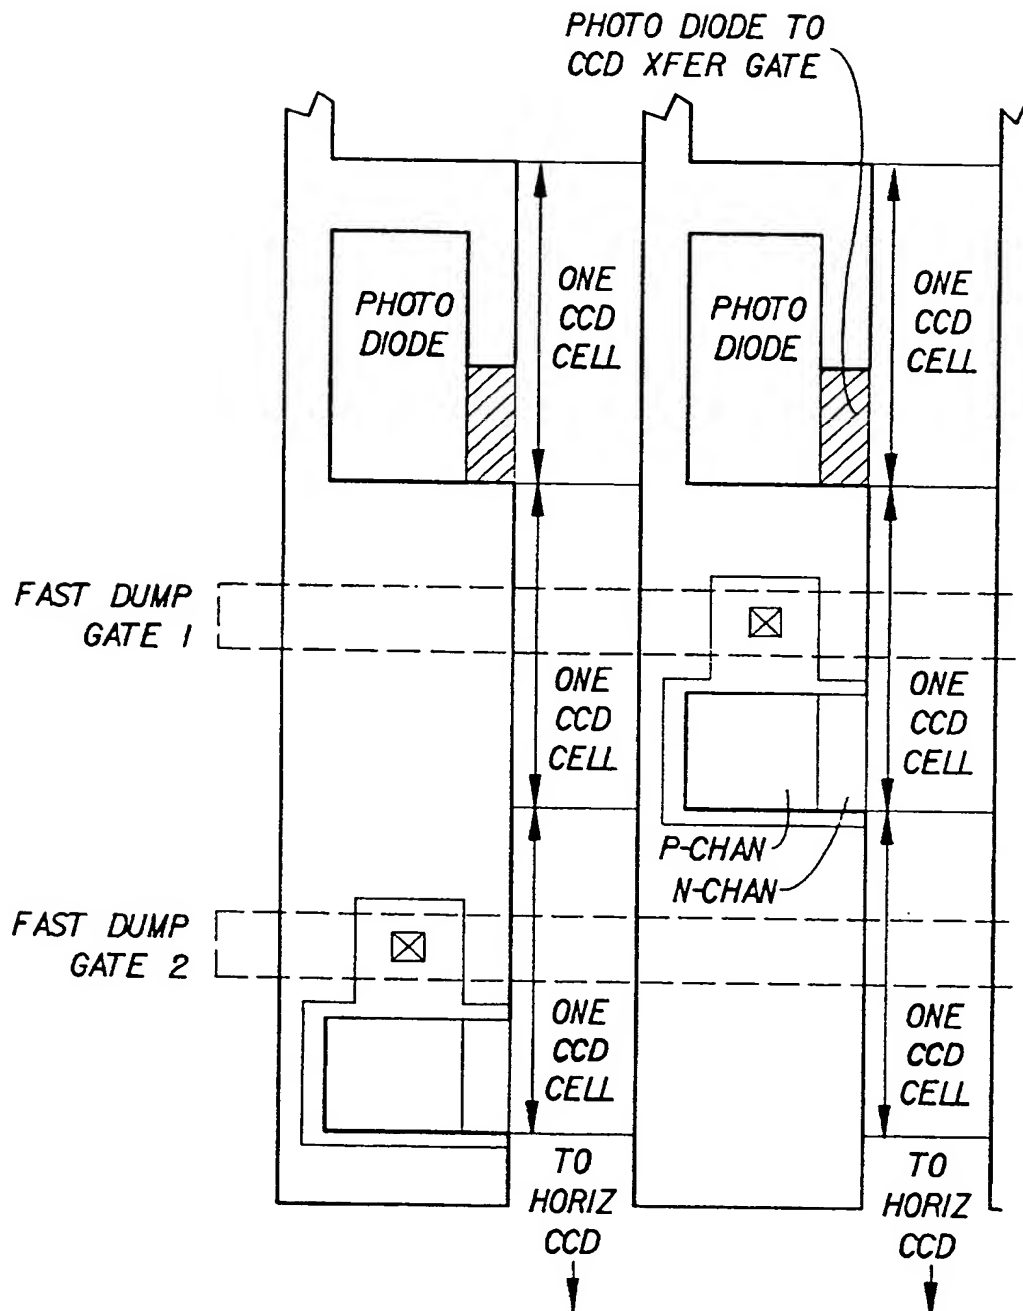 PHOTO DIODE TO
CCD XFER GATE
PHOTO
DIODE
ONE
CCD
CELL
PHOTO
DIODE
ONE
CCD
CELL
FAST DUMP
GATE 1
ONE
CCD
CELL
ONE
CCD
CELL
P-CHAN
N-CHAN
FAST DUMP
GATE 2
ONE
CCD
CELL
ONE
CCD
CELL
TO
HORIZ
CCD
TO
HORIZ
CCD